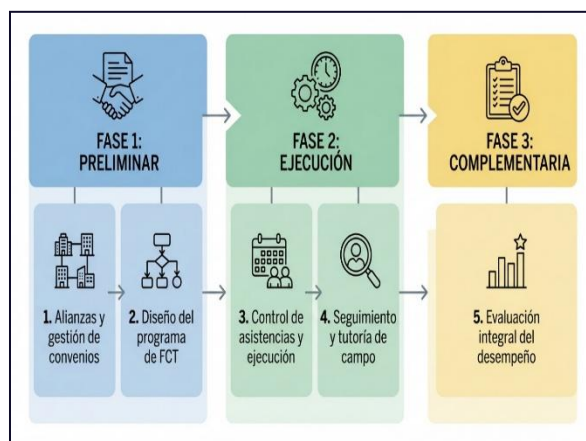 FASE 1:
PRELIMINAR
FASE 2:
EJECUCIÓN
FASE 3:
COMPLEMENTARIA
1. Alianzas y
gestión de
convenios
2. Diseño del
programa
de FCT
3. Control de
asistencias y
ejecución
4. Seguimiento
y tutoría de
campo
5. Evaluación
integral del
desempeño